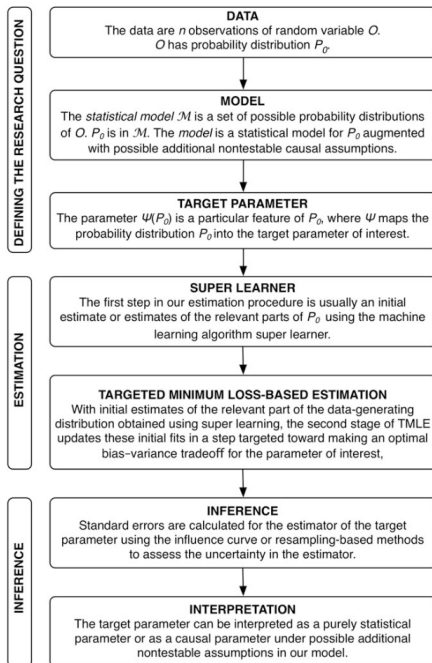 DEFINING THE RESEARCH QUESTION
DATA
The data are n observations of random variable O.
O has probability distribution P₀.
MODEL
The statistical model ℳ is a set of possible probability distributions
of O. P₀ is in ℳ. The model is a statistical model for P₀ augmented
with possible additional nontestable causal assumptions.
TARGET PARAMETER
The parameter Ψ(P₀) is a particular feature of P₀, where Ψ maps the
probability distribution P₀ into the target parameter of interest.
ESTIMATION
SUPER LEARNER
The first step in our estimation procedure is usually an initial
estimate or estimates of the relevant parts of P₀ using the machine
learning algorithm super learner.
TARGETED MINIMUM LOSS-BASED ESTIMATION
With initial estimates of the relevant part of the data-generating
distribution obtained using super learning, the second stage of TMLE
updates these initial fits in a step targeted toward making an optimal
bias–variance tradeoff for the parameter of interest,
INFERENCE
INFERENCE
Standard errors are calculated for the estimator of the target
parameter using the influence curve or resampling-based methods
to assess the uncertainty in the estimator.
INTERPRETATION
The target parameter can be interpreted as a purely statistical
parameter or as a causal parameter under possible additional
nontestable assumptions in our model.